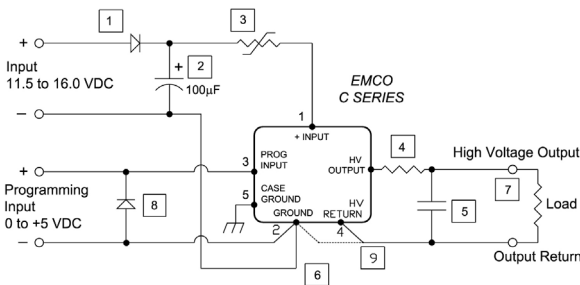 1
3
+
Input
11.5 to 16.0 VDC
−
+
2
100µF
EMCO
C SERIES
1
+ INPUT
4
High Voltage Output
+
3
PROG
INPUT
HV
OUTPUT
7
Programming
Input
0 to +5 VDC
8
5
CASE
GROUND
HV
RETURN
5
Load
−
GROUND
2
4
9
6
Output Return